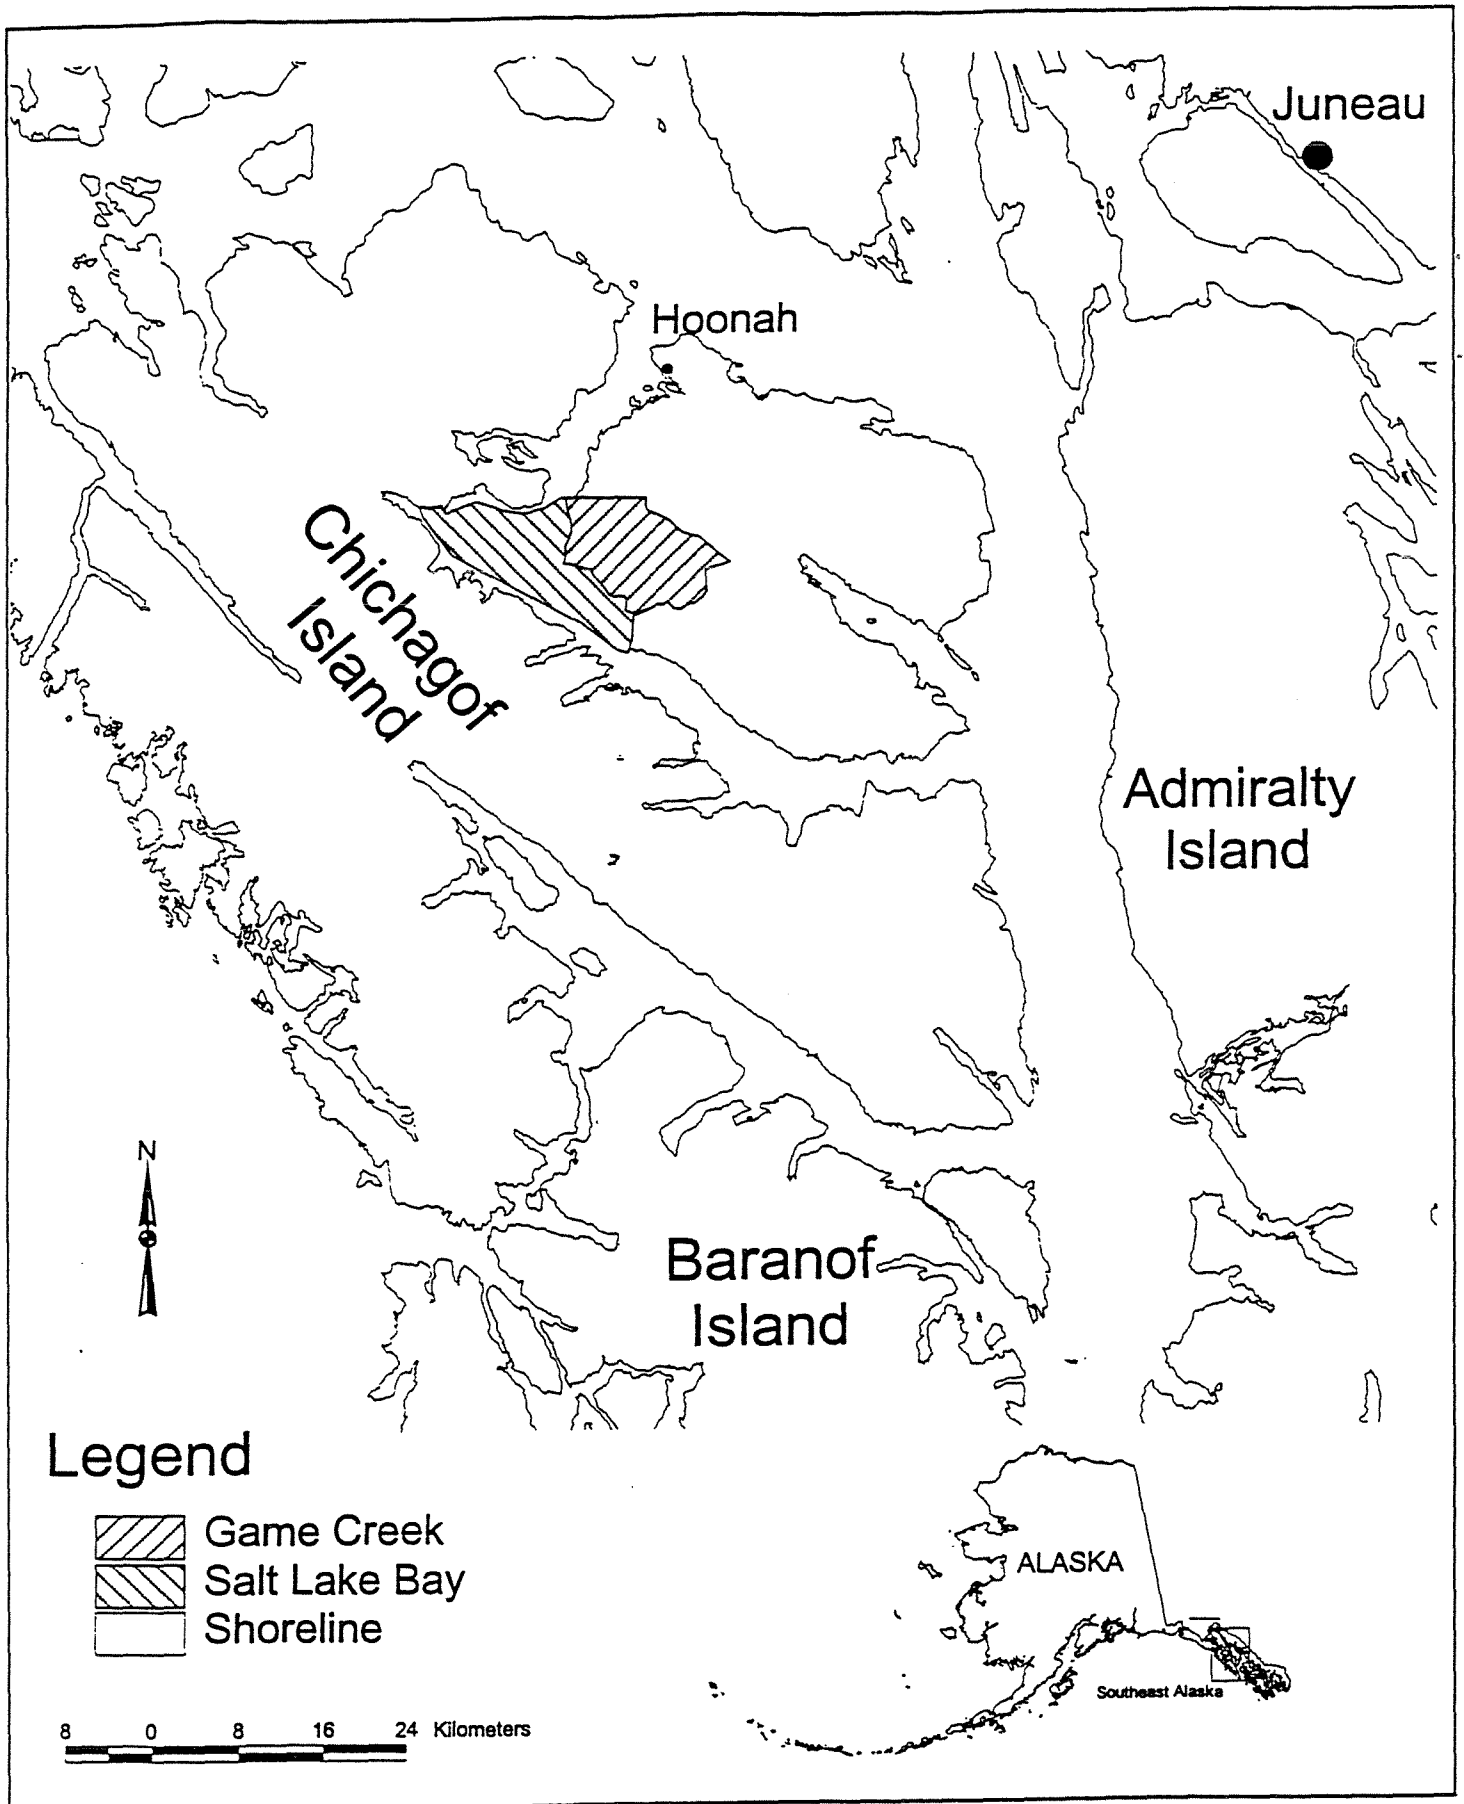 Juneau
Hoonah
Chichagof
Island
Admiralty
Island
Baranof
Island
N
Legend
Game Creek
Salt Lake Bay
Shoreline
8 0 8 16 24 Kilometers
ALASKA
Southeast Alaska